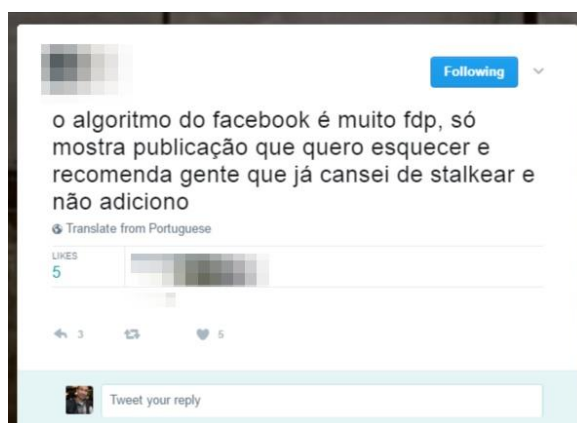 Following
o algoritmo do facebook é muito fdp, só
mostra publicação que quero esquecer e
recomenda gente que já cansei de stalkear e
não adiciono
Translate from Portuguese
LIKES
5
3
5
Tweet your reply